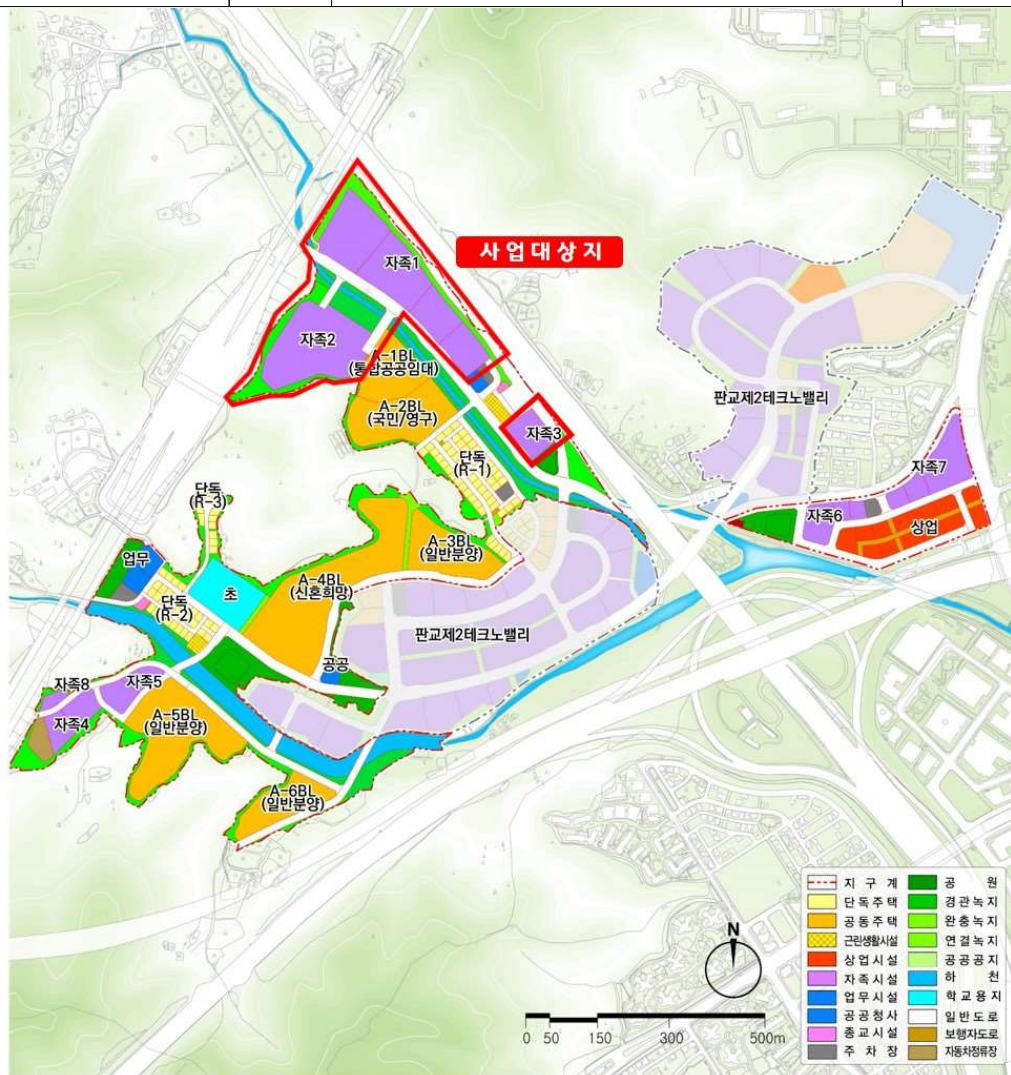 사업대상지
자족1
자족2
A-1BL
(통합공공임대)
A-2BL
(국민/영구)
자족3
판교제2테크노밸리
단독
(R-1)
자족7
자족6
상업
단독
(R-3)
A-3BL
(일반분양)
업무
A-4BL
(신혼희망)
초
단독
(R-2)
판교제2테크노밸리
공공
자족8
자족5
자족4
A-5BL
(일반분양)
A-6BL
(일반분양)
N
0 50 150 300 500m
지구계 공원
단독주택 경관녹지
공동주택 완충녹지
근린생활시설 연결녹지
상업시설 공공공지
자족시설 하천
업무시설 학교용지
공공청사 일반도로
종교시설 보행자도로
주차장 자동차정류장